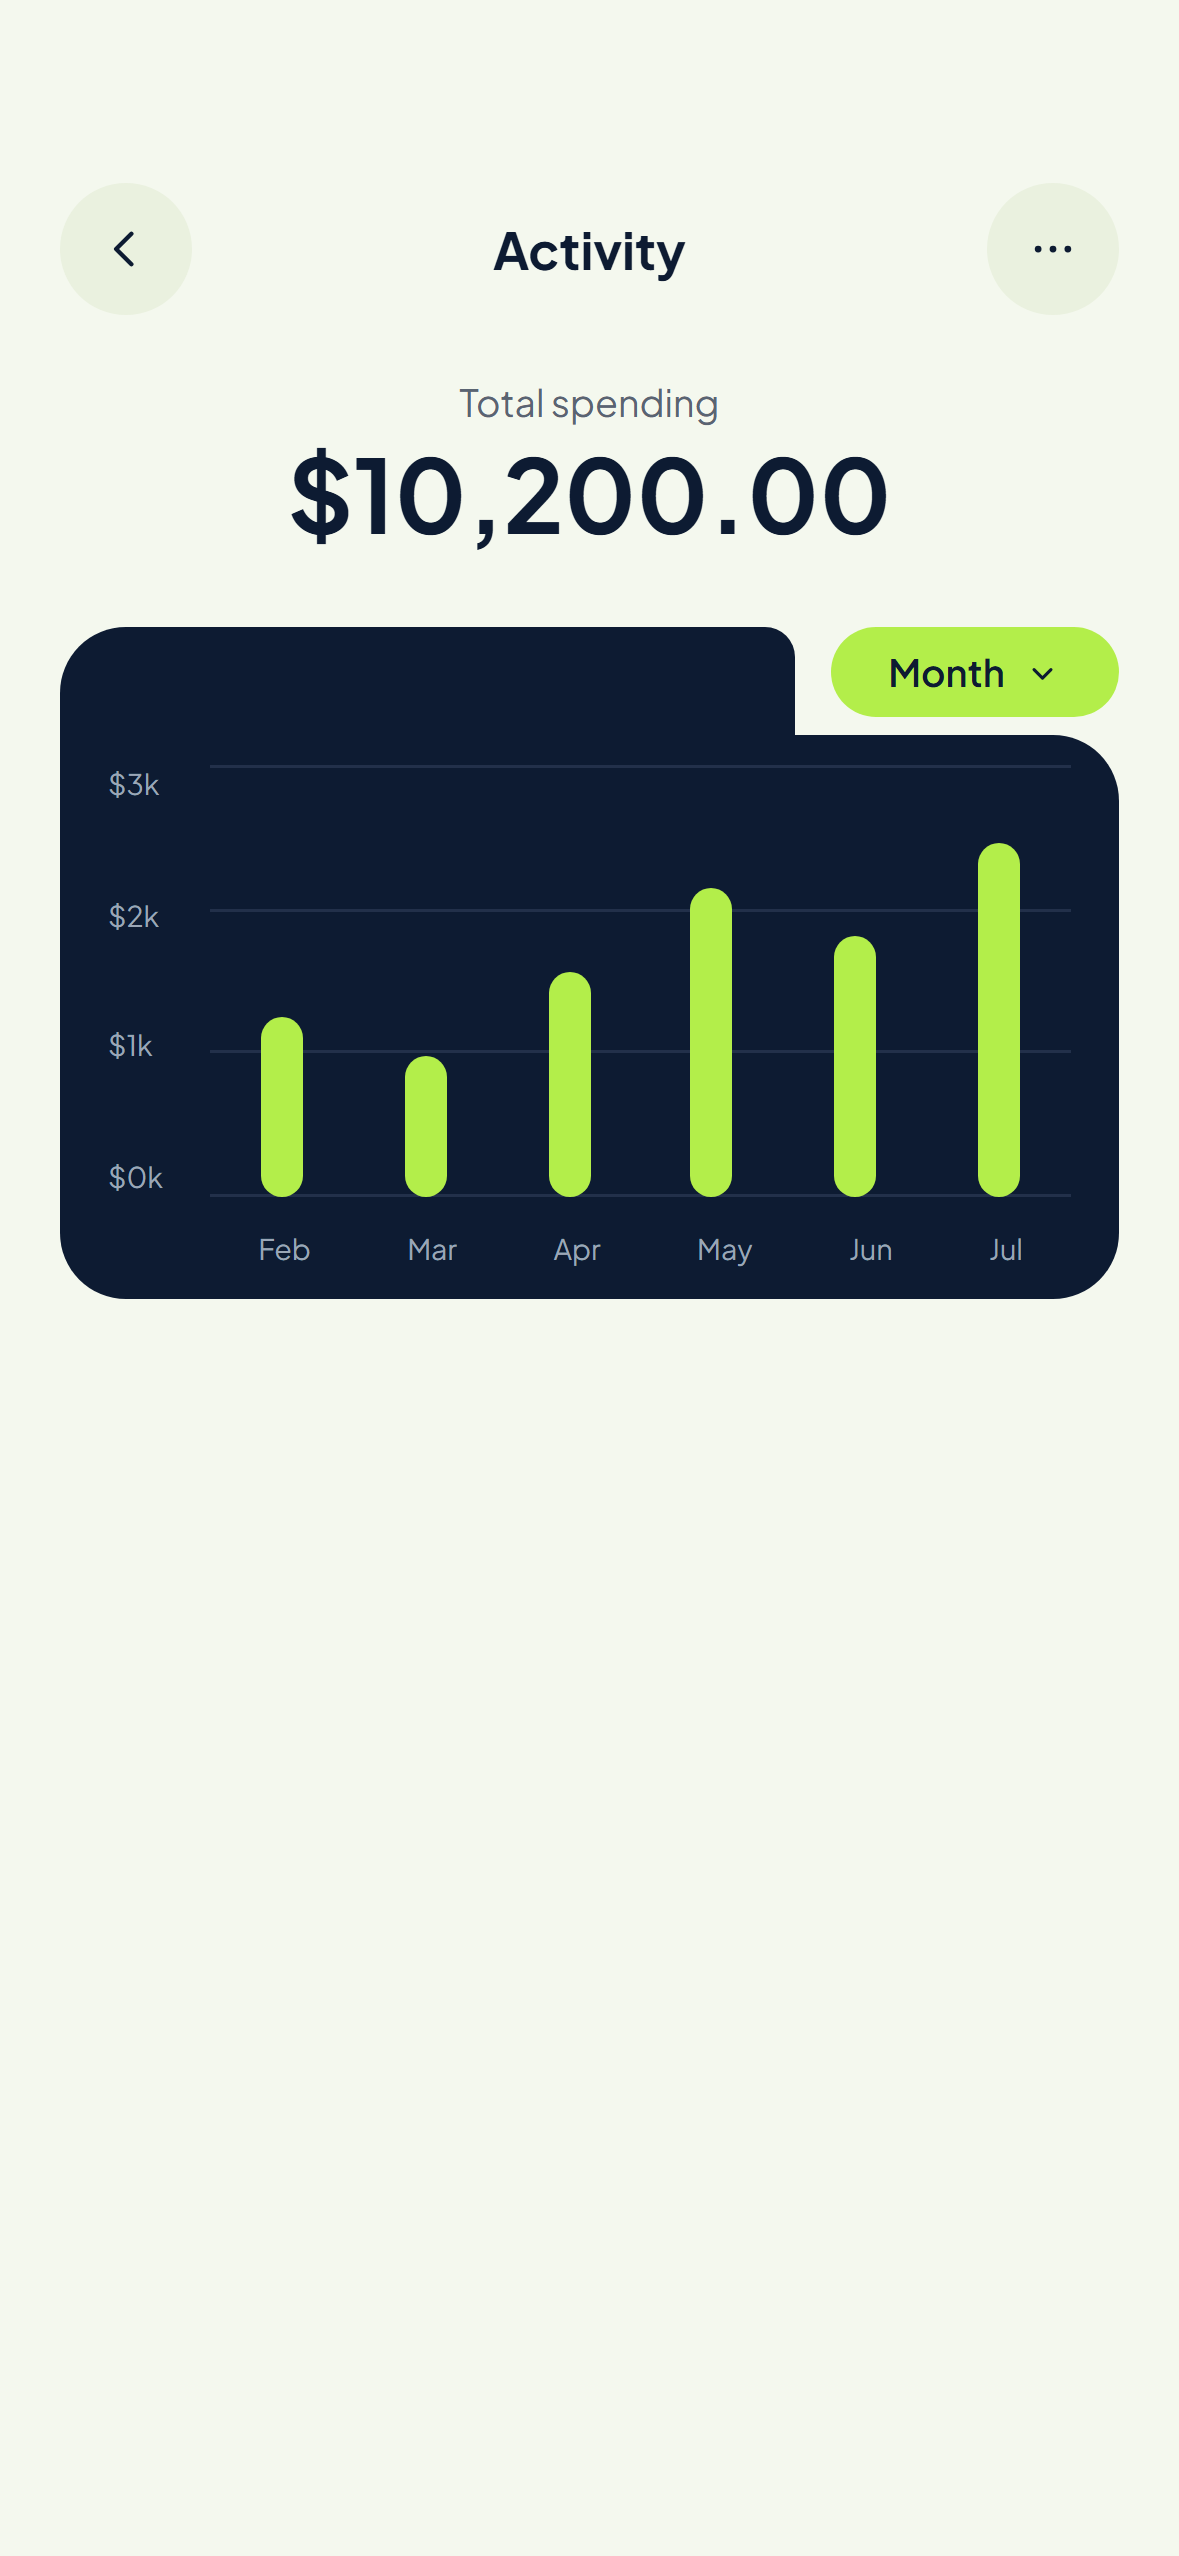 Activity
Total spending
$10,200.00
Month
$3k
$2k
$1k
$0k
Feb Mar Apr May Jun Jul